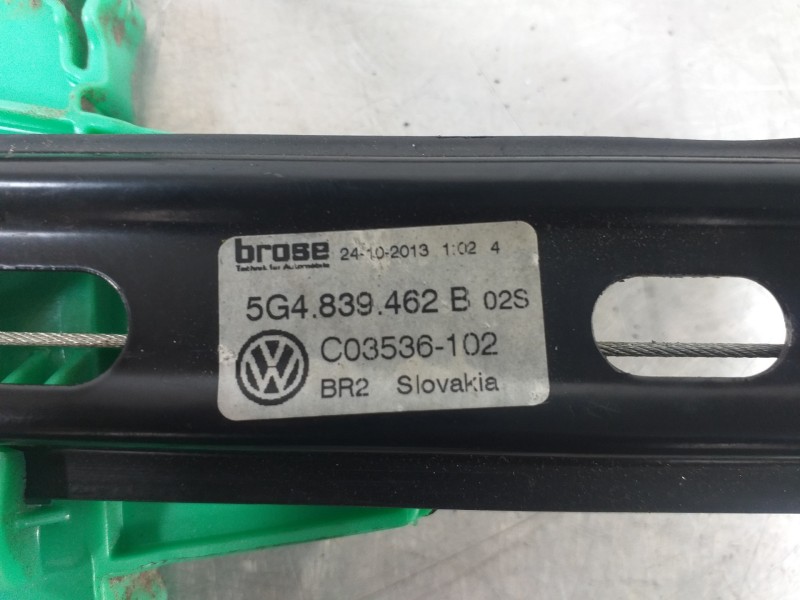 brose 24-10-2013 1:02 4
Technik für Automobile
5G4.839.462 B 02S
C03536-102
BR2 Slovakia